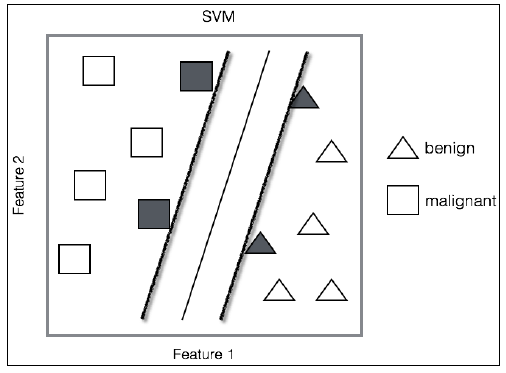 SVM
Feature 2
benign
malignant
Feature 1